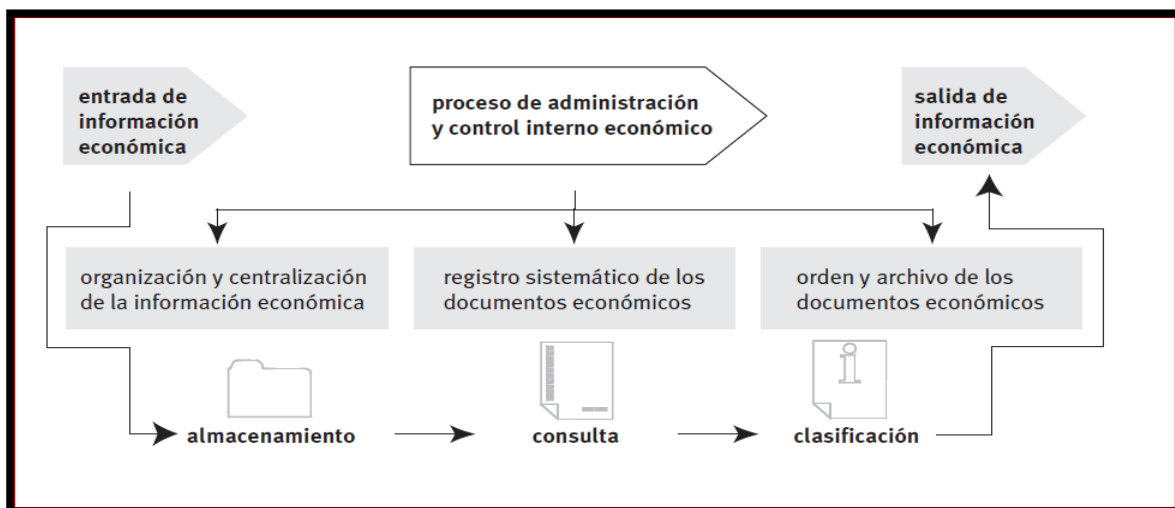 entrada de
información
económica
proceso de administración
y control interno económico
salida de
información
económica
organización y centralización
de la información económica
registro sistemático de los
documentos económicos
orden y archivo de los
documentos económicos
i
almacenamiento
consulta
clasificación